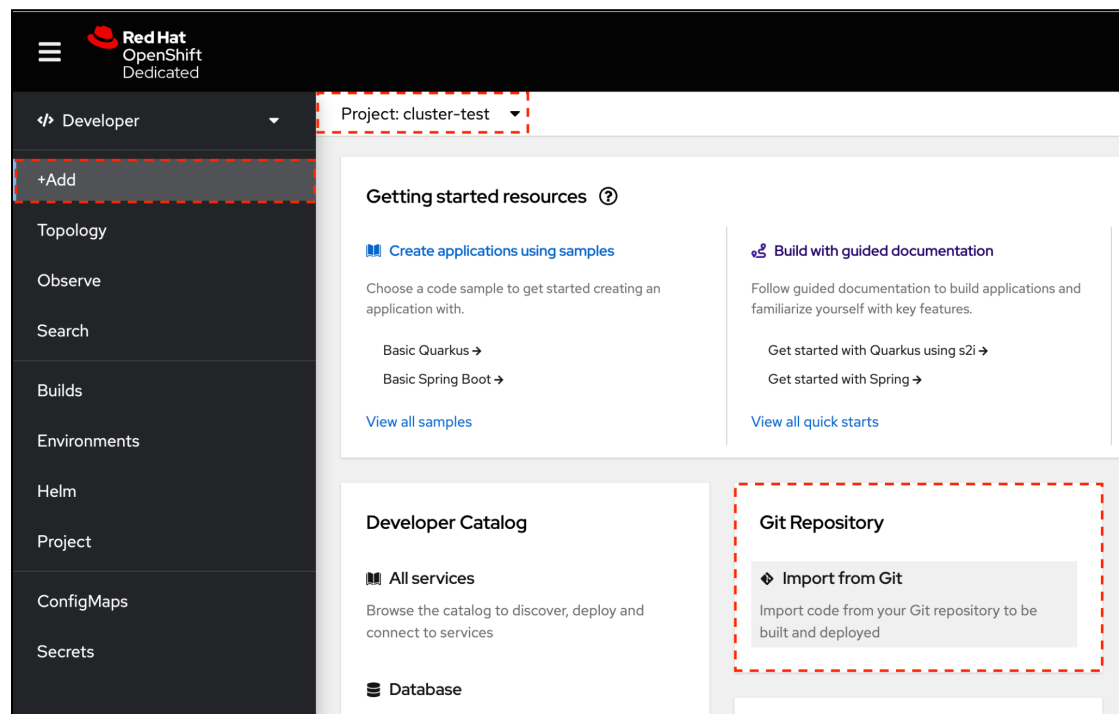 Red Hat
OpenShift
Dedicated
Developer
+Add
Topology
Observe
Search
Builds
Environments
Helm
Project
ConfigMaps
Secrets
Project: cluster-test
Getting started resources
Create applications using samples
Choose a code sample to get started creating an
application with.
Basic Quarkus
Basic Spring Boot
View all samples
Build with guided documentation
Follow guided documentation to build applications and
familiarize yourself with key features.
Get started with Quarkus using s2i
Get started with Spring
View all quick starts
Developer Catalog
All services
Browse the catalog to discover, deploy and
connect to services
Database
Git Repository
Import from Git
Import code from your Git repository to be
built and deployed